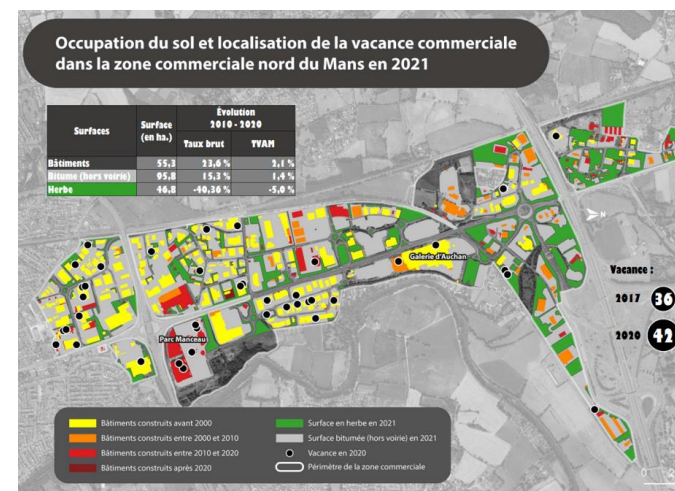 Occupation du sol et localisation de la vacance commerciale
dans la zone commerciale nord du Mans en 2021
Surfaces
Surface
(en ha.)
Évolution
2010 - 2020
Taux brut
TVAM
Bâtiments 55,3 23,6 % 2,1 %
Bitume (hors voirie) 95,8 15,3 % 1,4 %
Herbe 46,8 -40,36 % -5,0 %
N
Galerie d'Auchan
Vacance :
2017 36
2020 42
Parc Manceau
Bâtiments construits avant 2000
Bâtiments construits entre 2000 et 2010
Bâtiments construits entre 2010 et 2020
Bâtiments construits après 2020
Surface en herbe en 2021
Surface bitumée (hors voirie) en 2021
Vacance en 2020
Périmètre de la zone commerciale
0